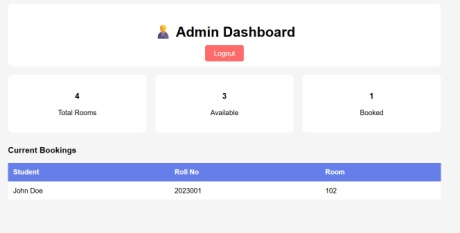 Admin Dashboard
Logout
4
Total Rooms
3
Available
1
Booked
Current Bookings
Student Roll No Room
John Doe 2023001 102